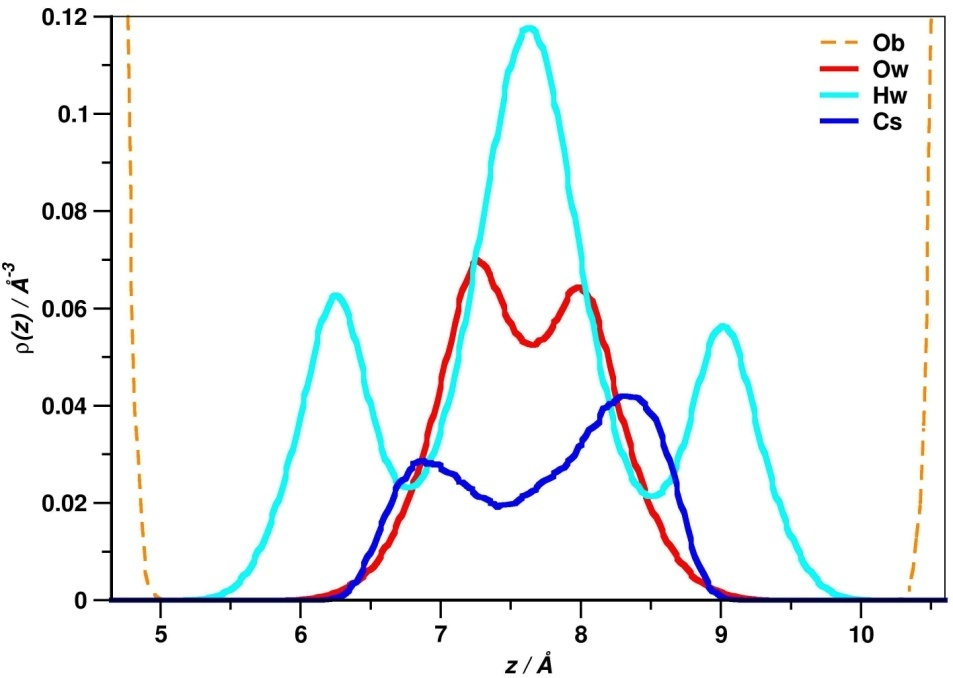 0.12
0.1
0.08
0.06
0.04
0.02
0
ρ(z) / Å⁻³
Ob
Ow
Hw
Cs
5 6 7 8 9 10
z / Å